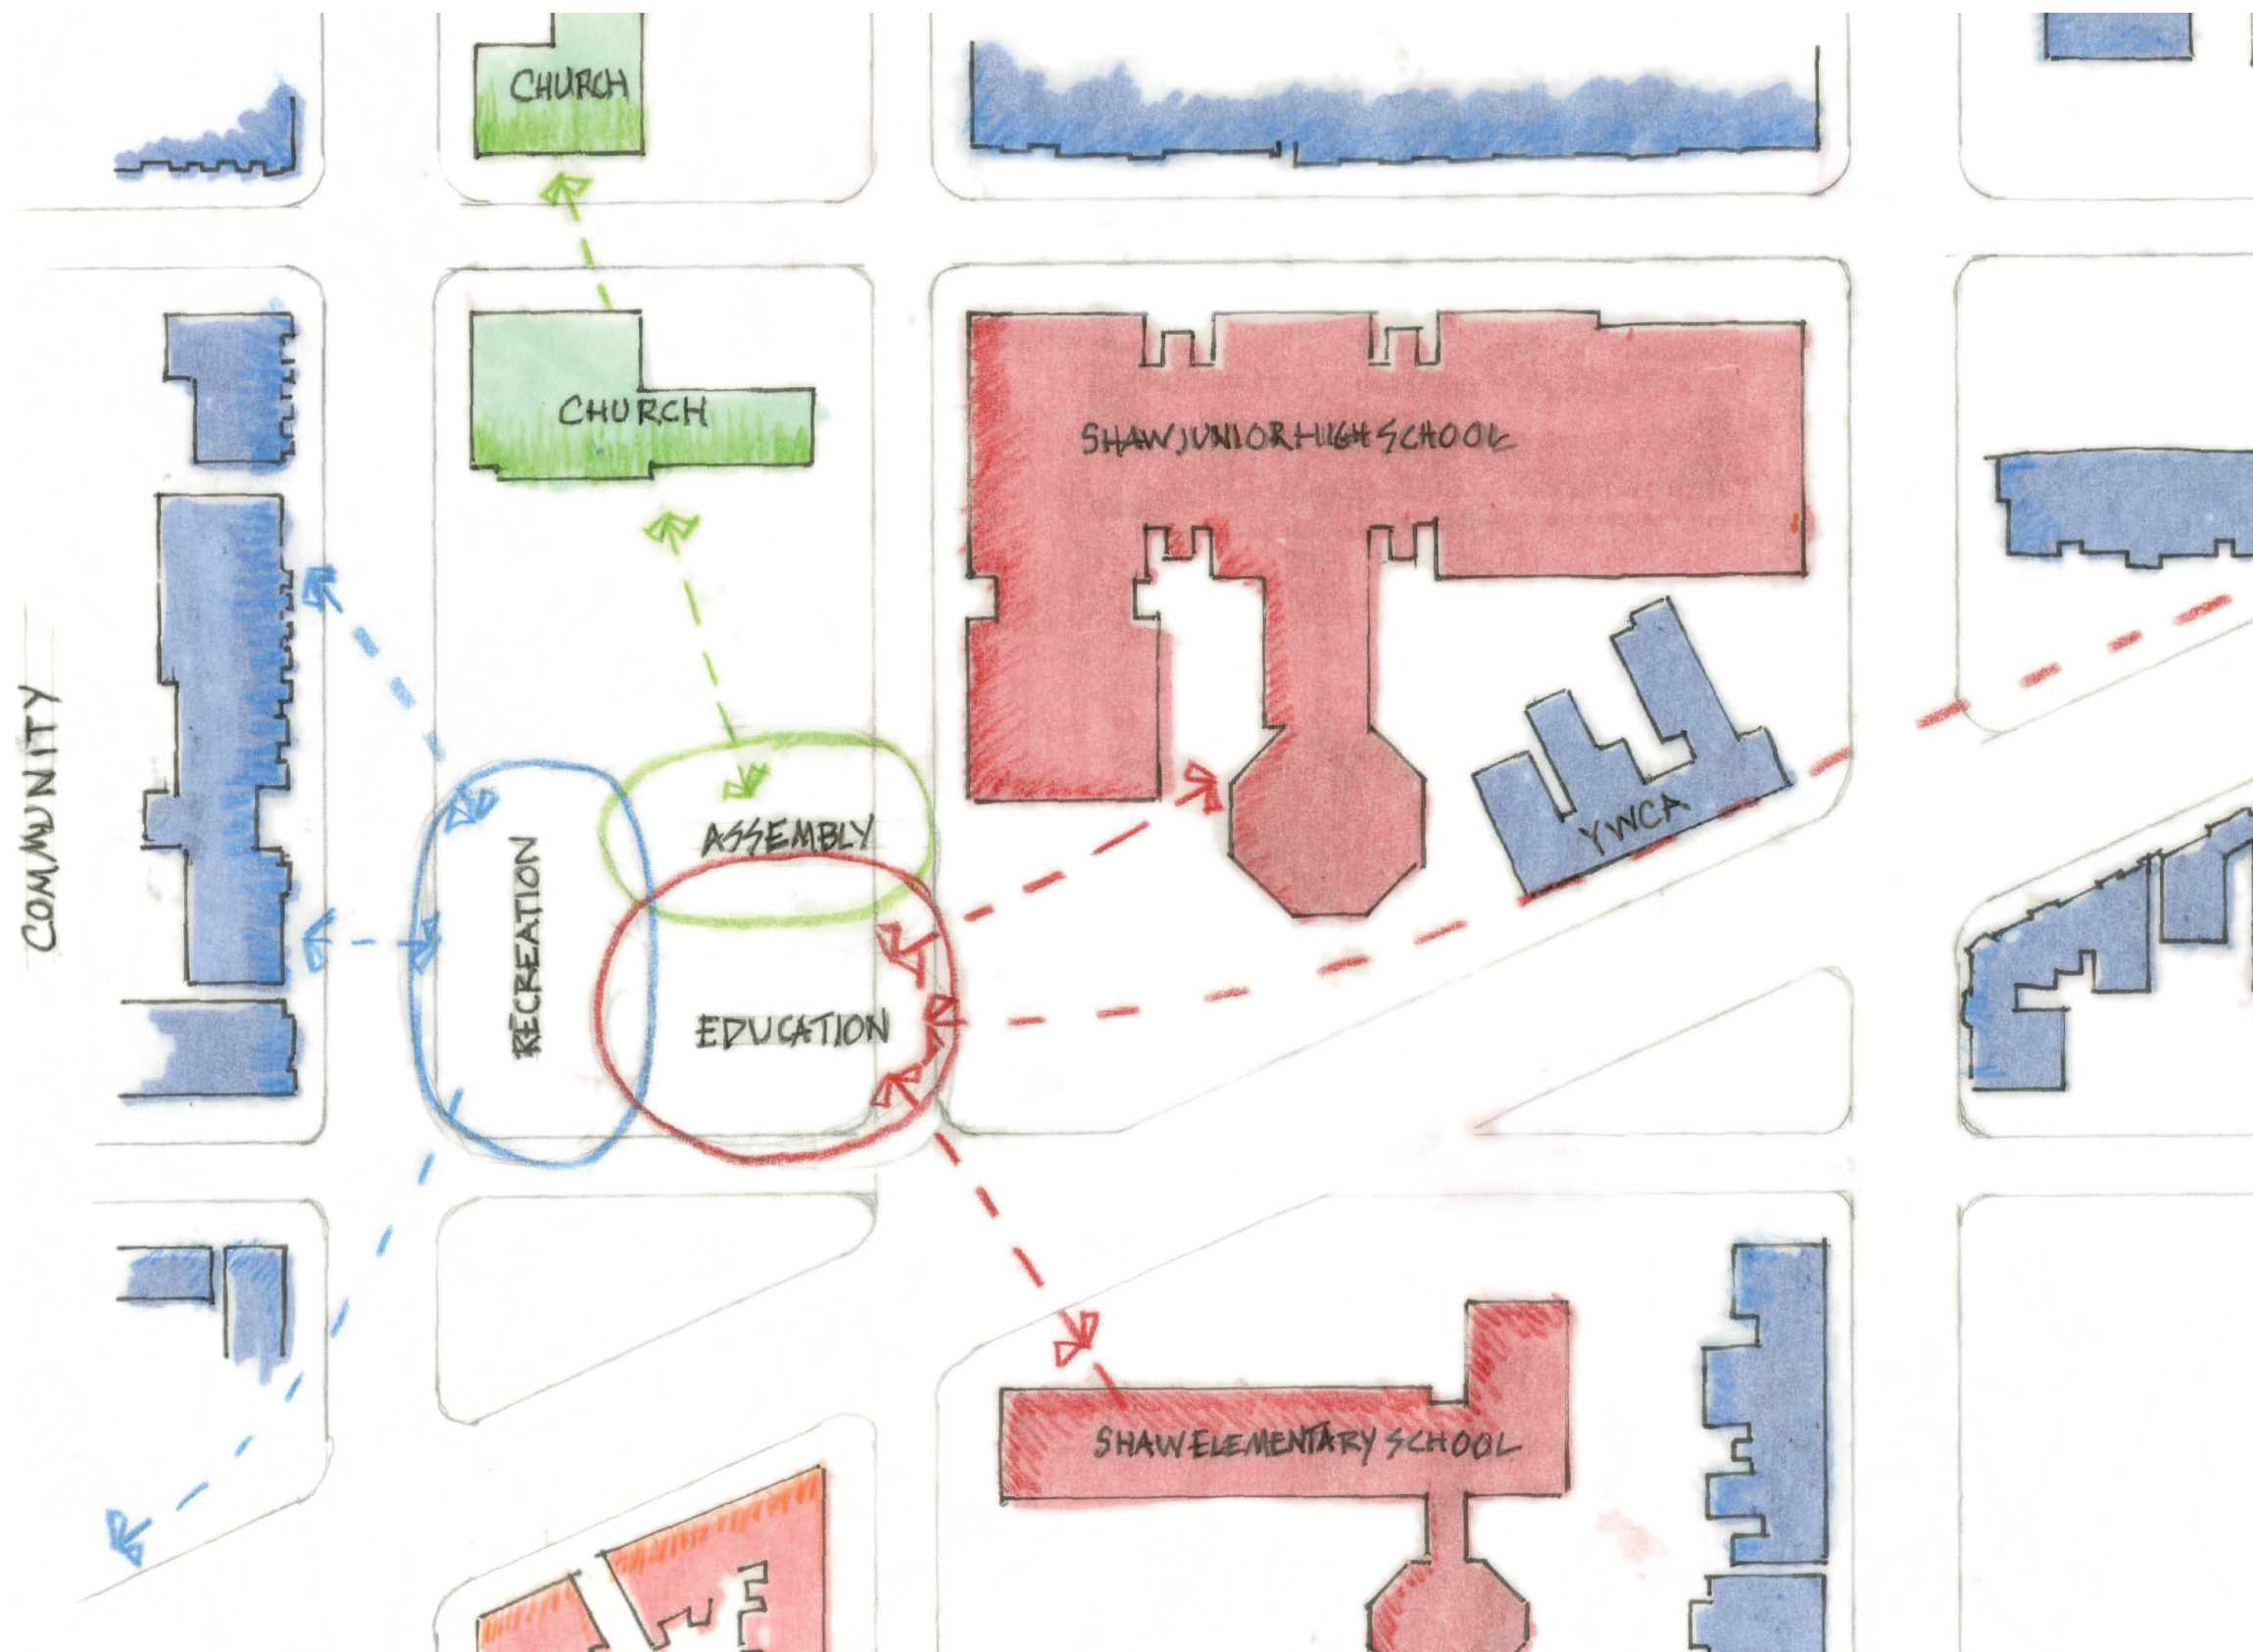 CHURCH
CHURCH
SHAW JUNIOR HIGH SCHOOL
COMMUNITY
YWCA
ASSEMBLY
RECREATION
EDUCATION
SHAW ELEMENTARY SCHOOL